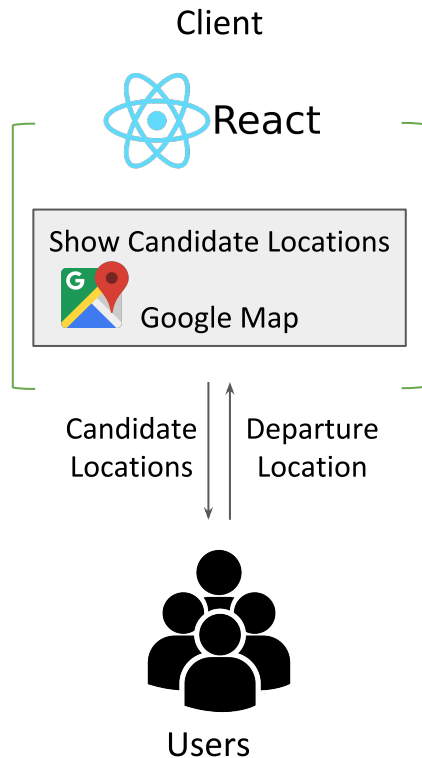 Client
React
Show Candidate Locations
G
Google Map
Candidate
Locations
Departure
Location
Users